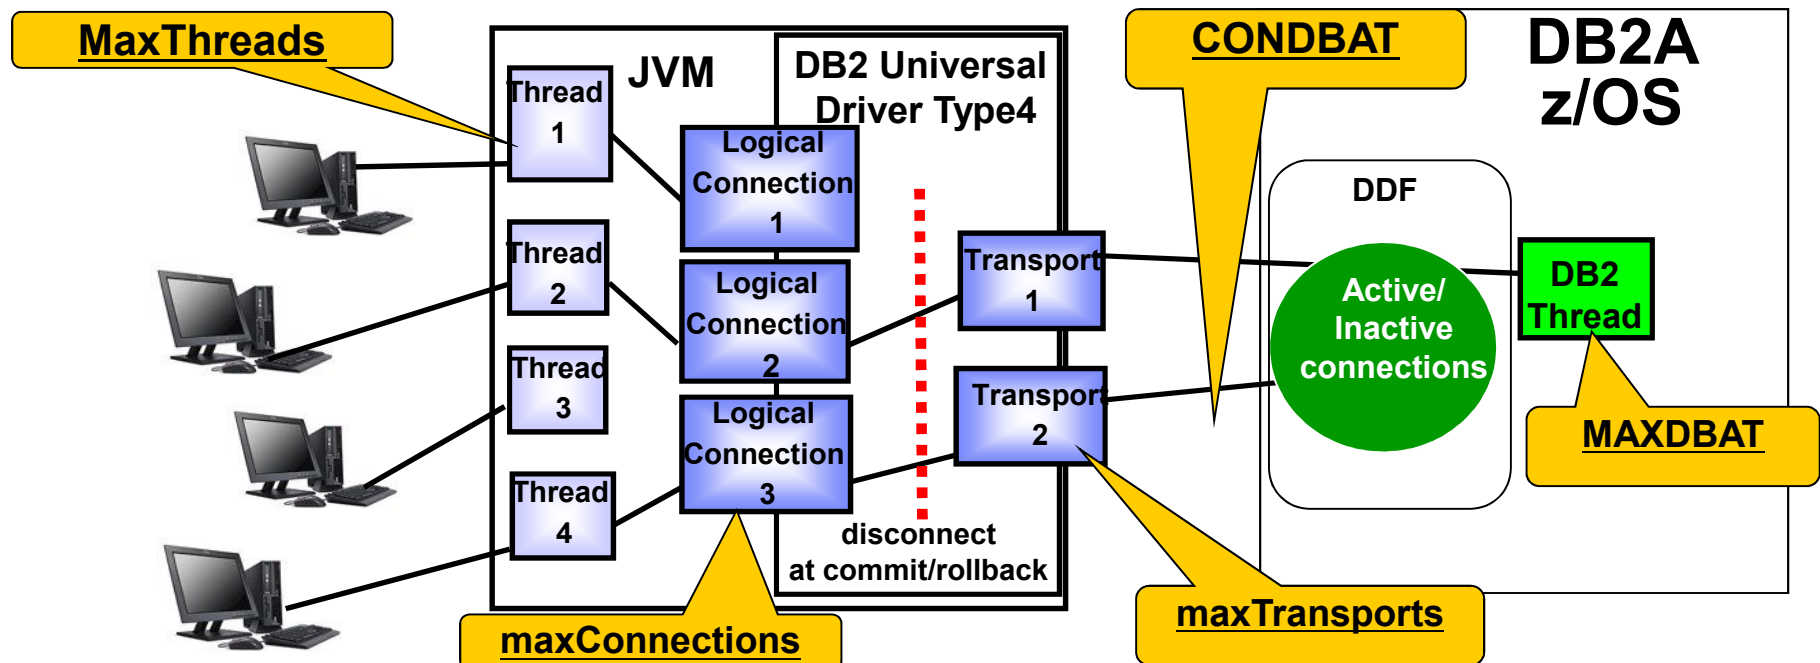 MaxThreads
JVM
DB2 Universal
Driver Type4
CONDBAT
DB2A
z/OS
Thread
1
Logical
Connection
1
DDF
Thread
2
Logical
Connection
2
Transport
1
Active/
Inactive
connections
DB2
Thread
Thread
3
Logical
Connection
3
Transport
2
MAXDBAT
Thread
4
disconnect
at commit/rollback
maxConnections
maxTransports